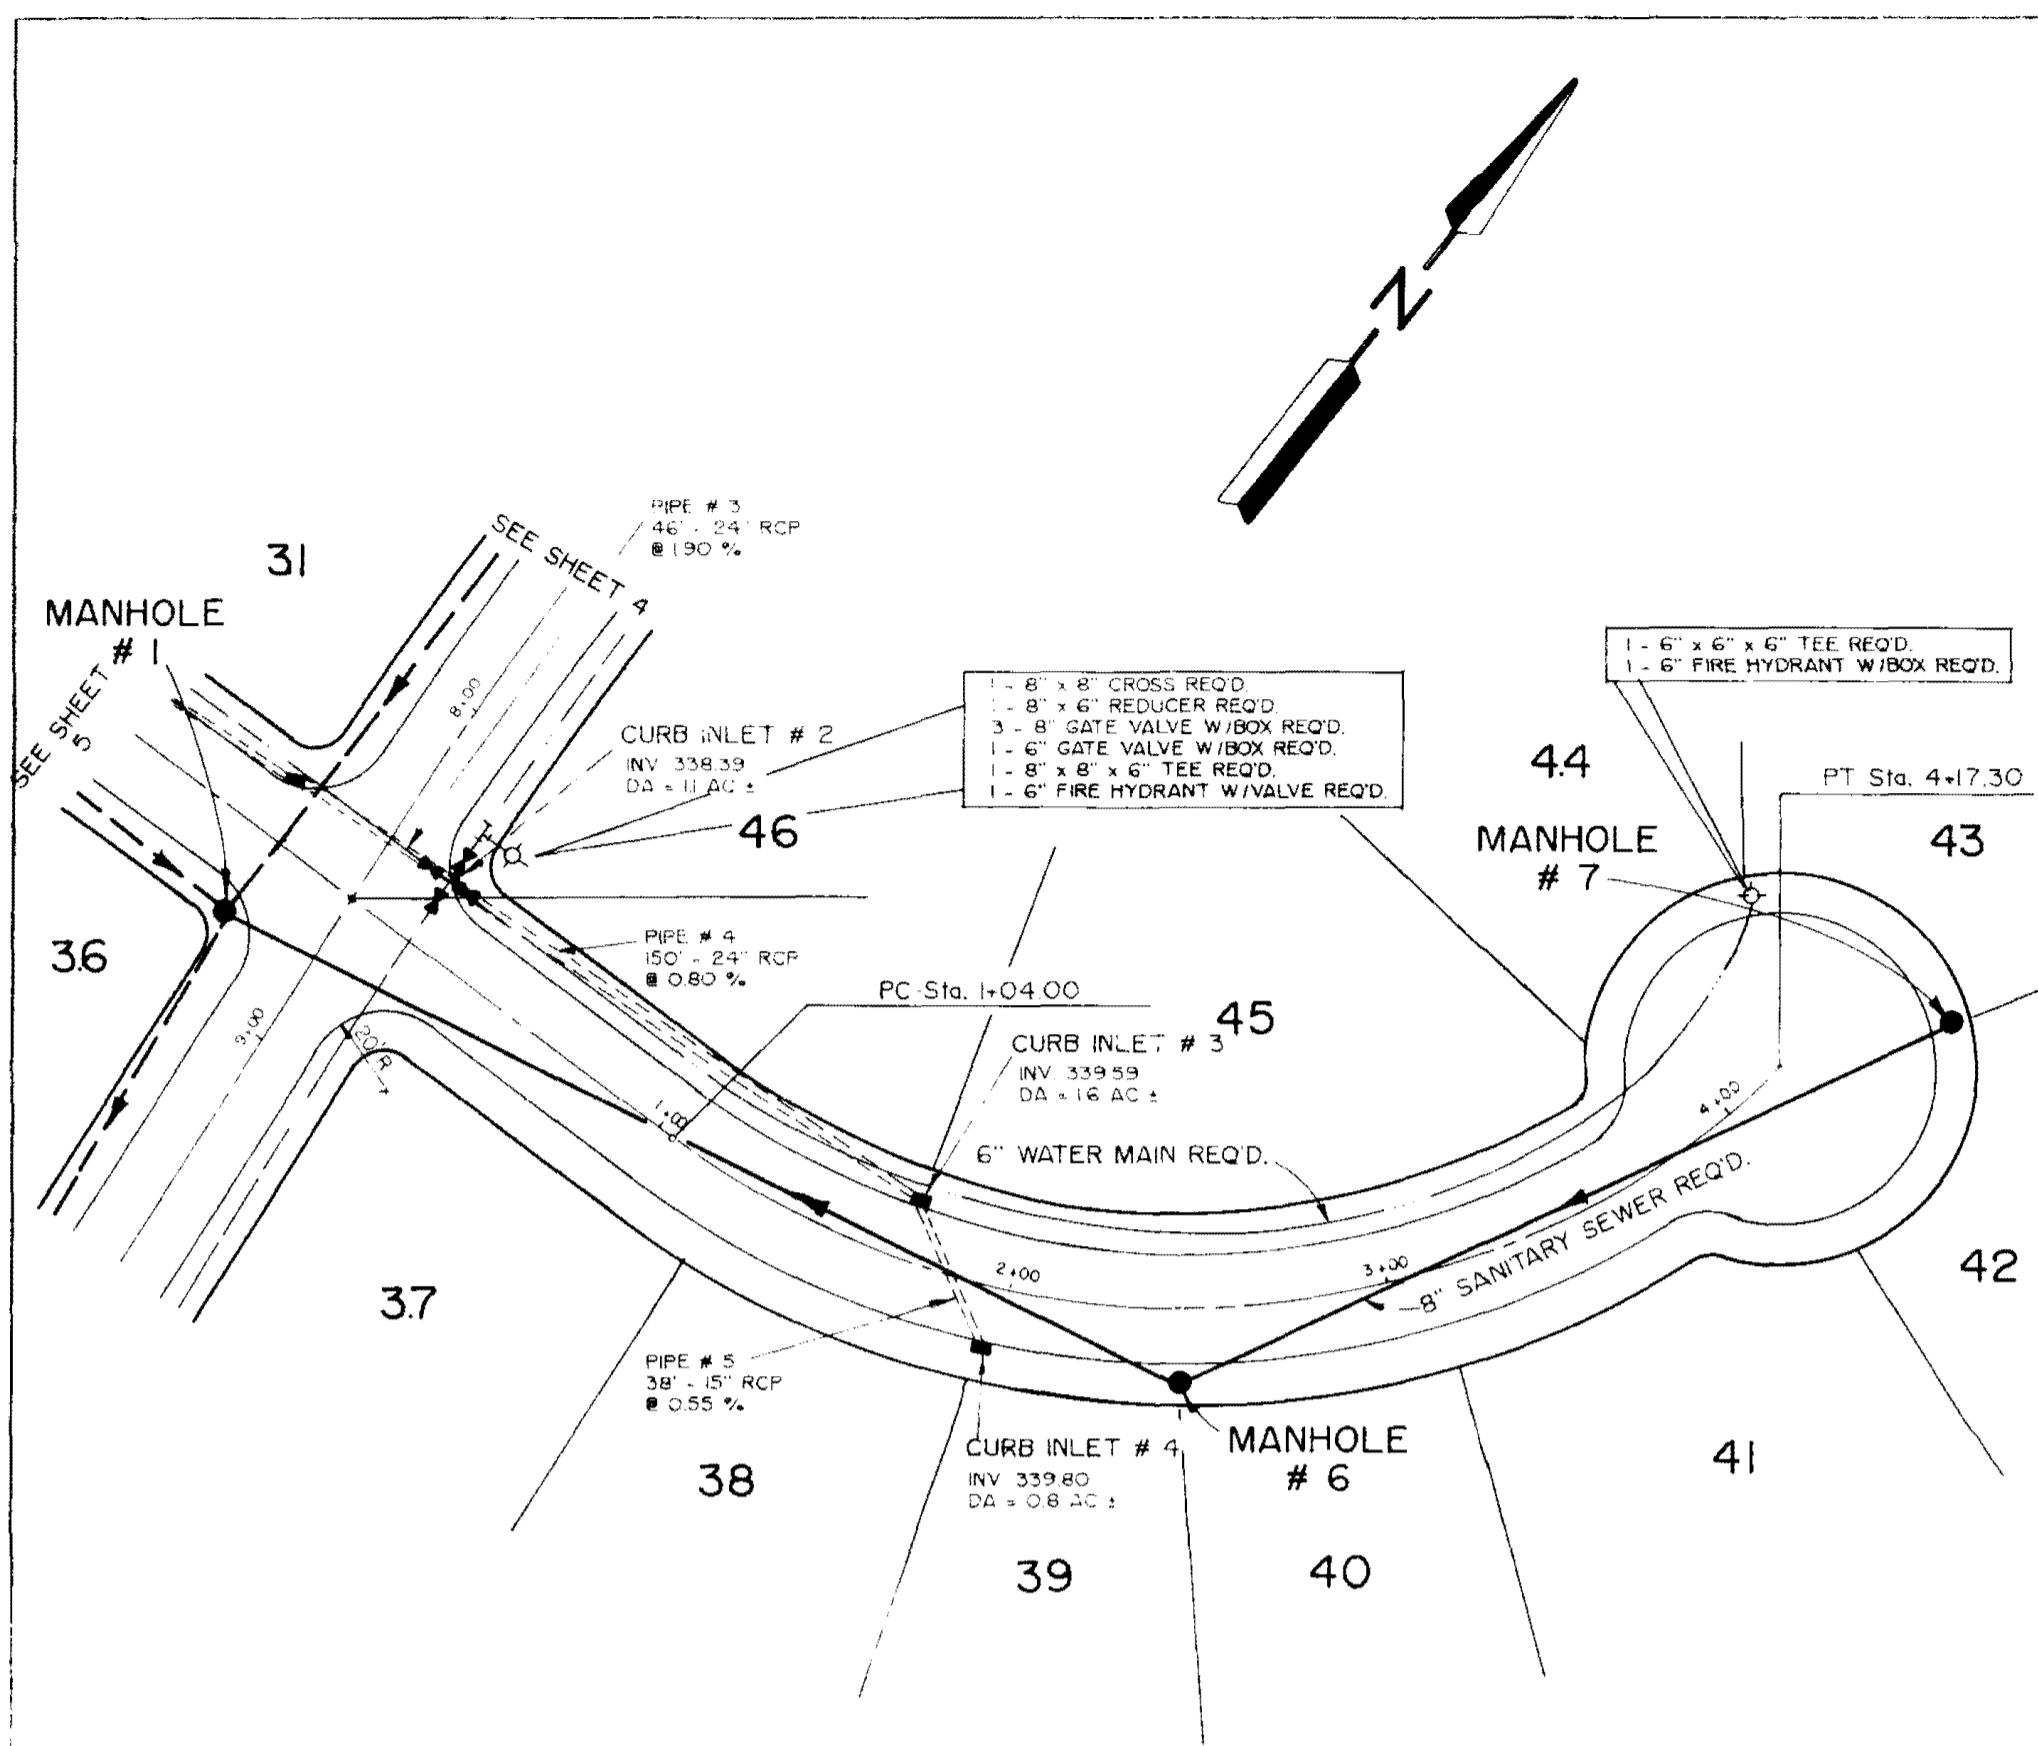 N
PIPE # 3
46' - 24" RCP
@ 1.90 %
SEE SHEET 4
31
MANHOLE
# 1
SEE SHEET
5
8+00
CURB INLET # 2
INV 338.39
DA = 1.1 AC ±
1 - 8" x 8" CROSS REQ'D.
1 - 8" x 6" REDUCER REQ'D.
3 - 8" GATE VALVE W/BOX REQ'D.
1 - 6" GATE VALVE W/BOX REQ'D.
1 - 8" x 8" x 6" TEE REQ'D.
1 - 6" FIRE HYDRANT W/VALVE REQ'D.
1 - 6" x 6" x 6" TEE REQ'D.
1 - 6" FIRE HYDRANT W/BOX REQ'D.
44
PT Sta. 4+17.30
46
MANHOLE
# 7
43
36
PIPE # 4
150' - 24" RCP
@ 0.80 %
PC Sta. 1+04.00
45
9+00
20'R
CURB INLET # 3
INV. 339.59
DA = 1.6 AC ±
1+00
4+00
6" WATER MAIN REQ'D.
8" SANITARY SEWER REQ'D.
2+00
3+00
42
37
PIPE # 5
38' - 15" RCP
@ 0.55 %
CURB INLET # 4
INV 339.80
DA = 0.8 AC ±
MANHOLE
# 6
38
41
39
40